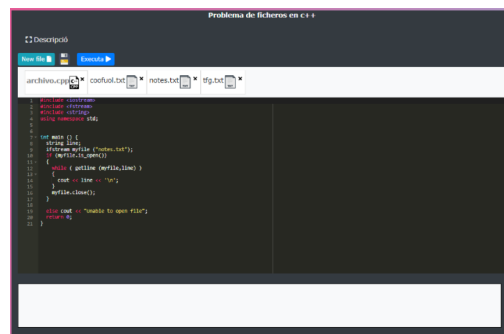 Problema de ficheros en c++
Descripció
New file Executa
archivo.cpp coofuol.txt notes.txt tfg.txt
1 #include <iostream>
2 #include <fstream>
3 #include <string>
4 using namespace std;
5
6
7 int main () {
8 string line;
9 ifstream myfile ("notes.txt");
10 if (myfile.is_open())
11 {
12 while ( getline (myfile,line) )
13 {
14 cout << line << '\n';
15 }
16 myfile.close();
17 }
18
19 else cout << "Unable to open file";
20 return 0;
21 }